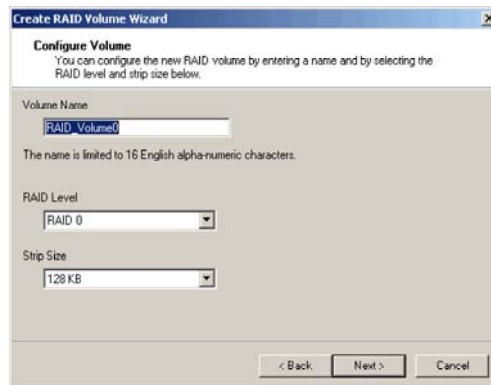 Create RAID Volume Wizard
Configure Volume
You can configure the new RAID volume by entering a name and by selecting the
RAID level and strip size below.
Volume Name
RAID_Volume0
The name is limited to 16 English alpha-numeric characters.
RAID Level
RAID 0
Strip Size
128 KB
< Back
Next >
Cancel